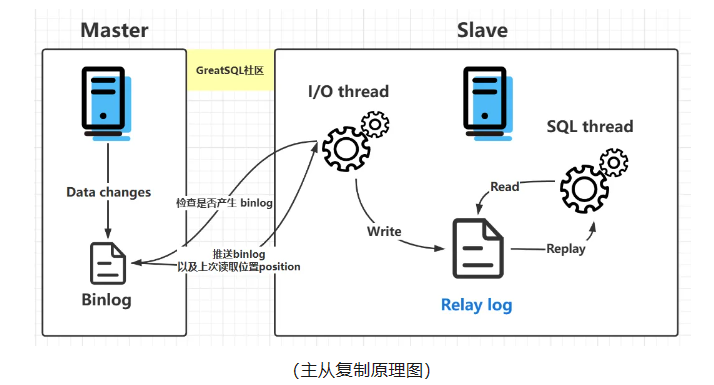 Master
Slave
GreatSQL社区
I/O thread
SQL thread
Data changes
检查是否产生 binlog
Read
Write
Replay
推送binlog
以及上次读取位置position
Binlog
Relay log
（主从复制原理图）